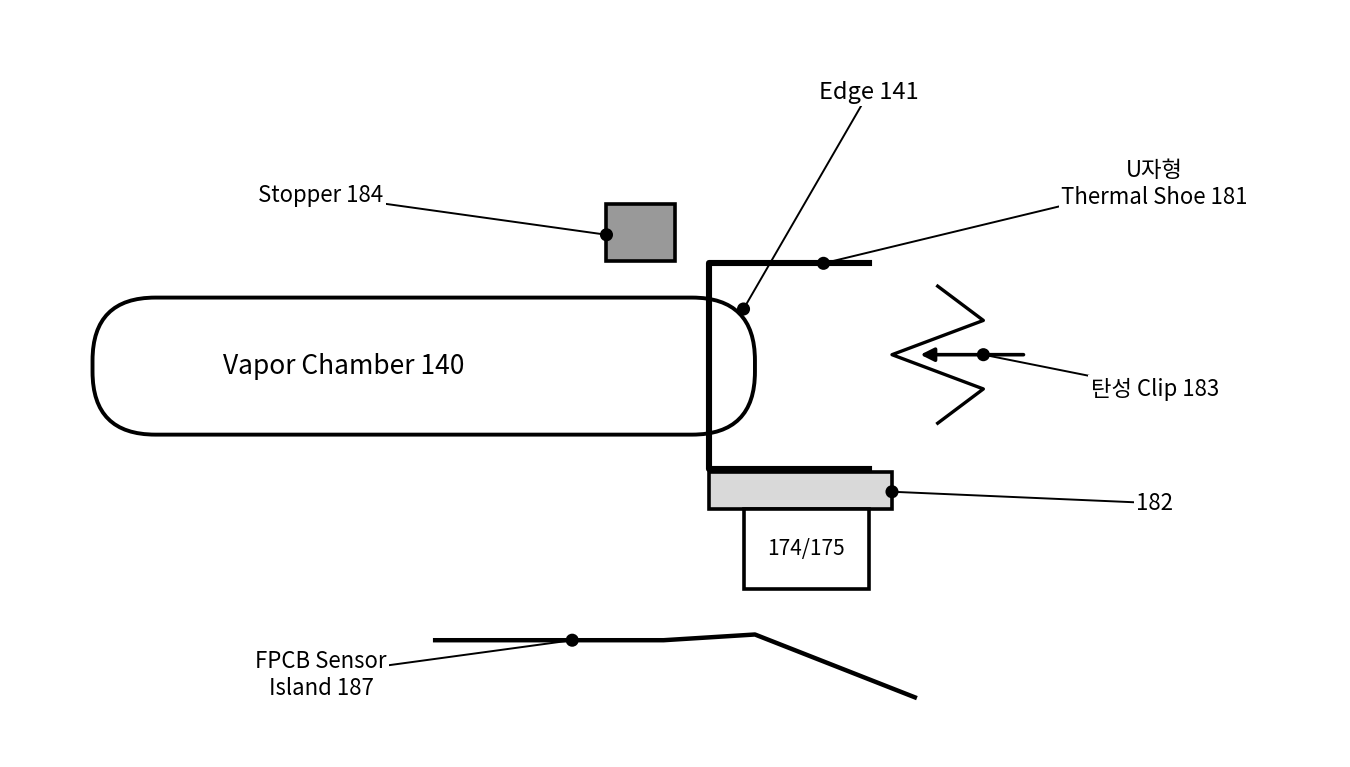 Edge 141
U자형
Thermal Shoe 181
Stopper 184
Vapor Chamber 140
탄성 Clip 183
182
174/175
FPCB Sensor
Island 187